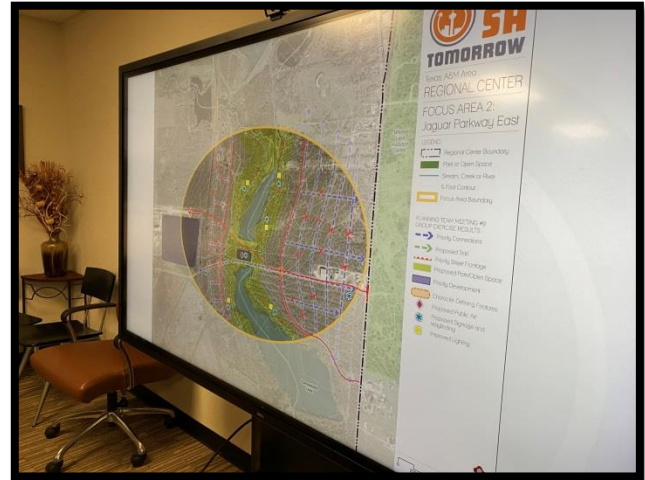 SA
TOMORROW
Texas A&M Area
REGIONAL CENTER
FOCUS AREA 2:
Jaguar Parkway East
LEGEND
Regional Center Boundary
Park or Open Space
Stream, Creek or River
5-Foot Contour
Focus Area Boundary
PLANNING TEAM MEETING #9
GROUP EXERCISE RESULTS
Priority Connections
Proposed Trail
Priority Street Frontage
Proposed Park/Open Space
Priority Development
Character Defining Features
Proposed Public Art
Proposed Signage and
Wayfinding
Improved Lighting